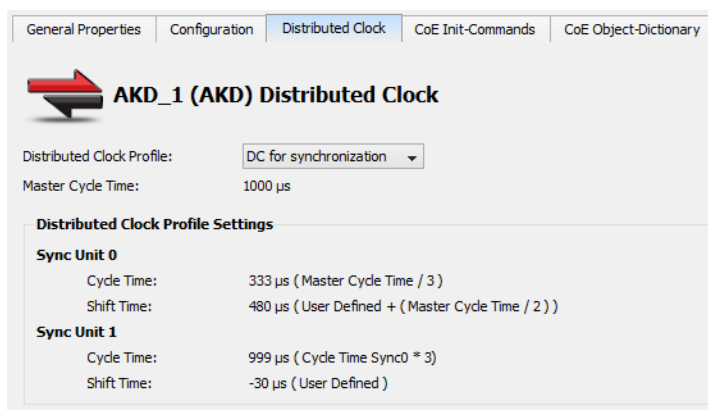 General Properties Configuration Distributed Clock CoE Init-Commands CoE Object-Dictionary
AKD_1 (AKD) Distributed Clock
Distributed Clock Profile: DC for synchronization
Master Cycle Time: 1000 µs
Distributed Clock Profile Settings
Sync Unit 0
Cycle Time: 333 µs ( Master Cycle Time / 3 )
Shift Time: 480 µs ( User Defined + ( Master Cycle Time / 2 ) )
Sync Unit 1
Cycle Time: 999 µs ( Cycle Time Sync0 * 3)
Shift Time: -30 µs ( User Defined )